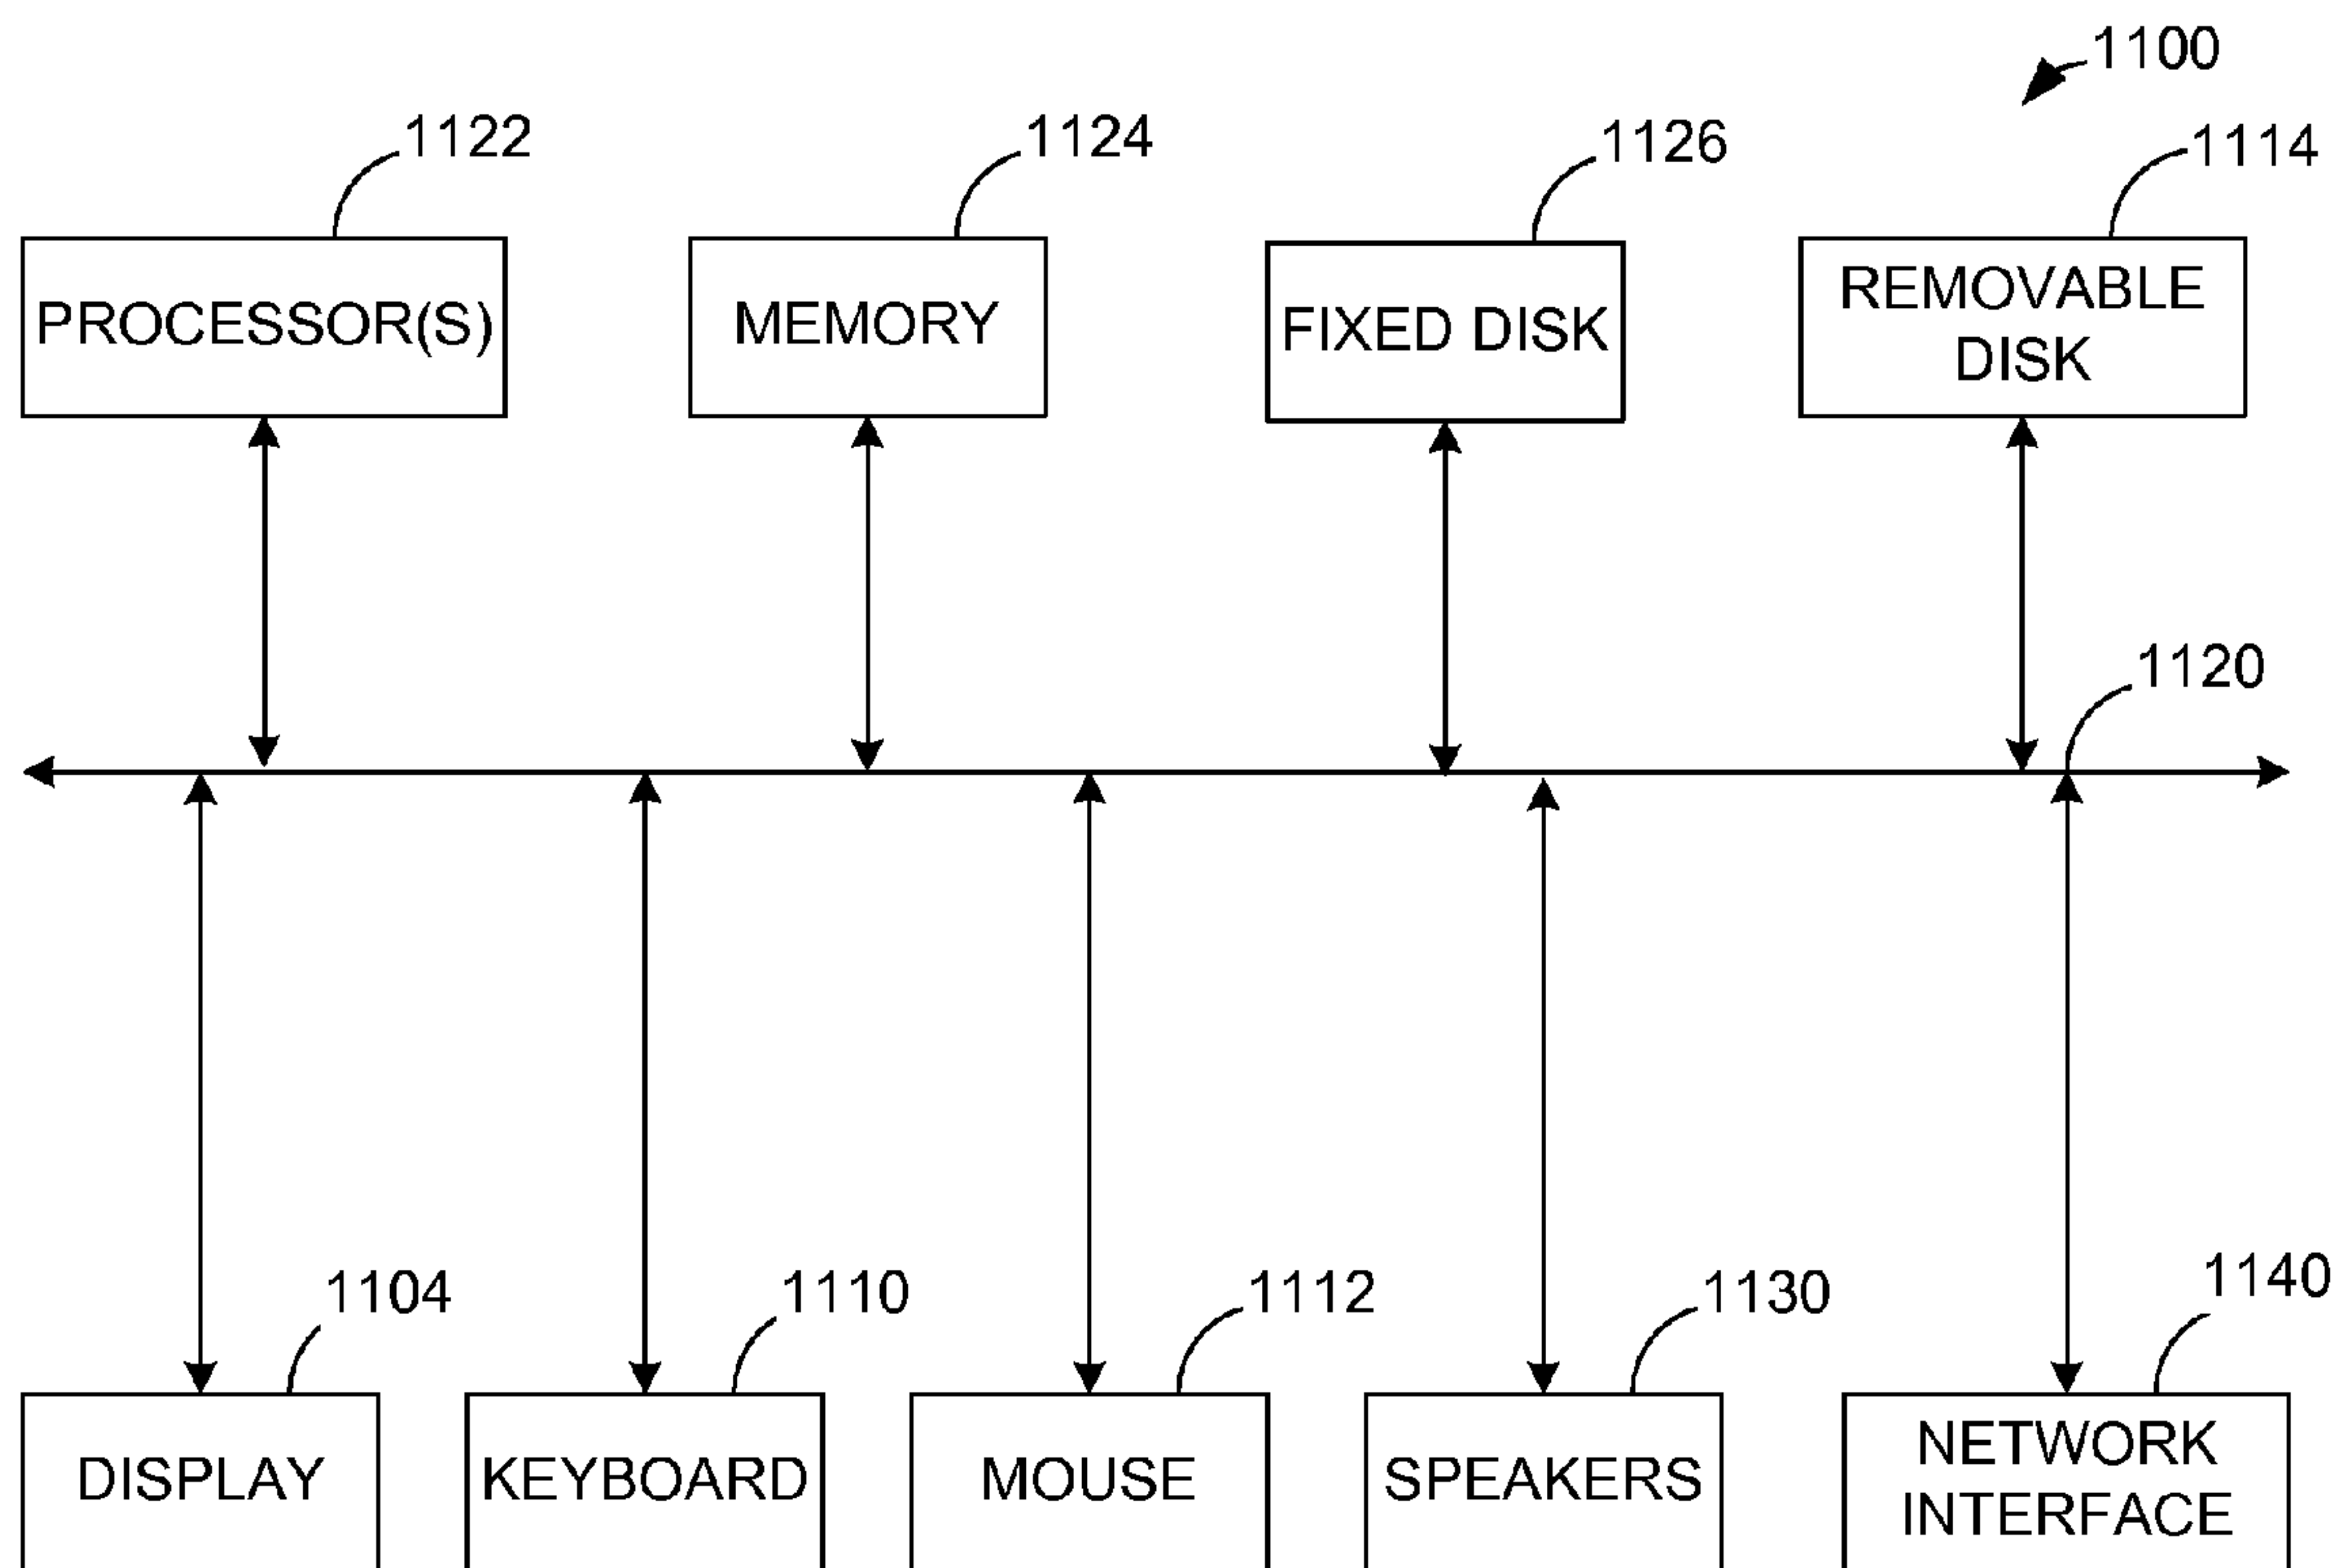 1100
1122
1124
1126
1114
PROCESSOR(S)
MEMORY
FIXED DISK
REMOVABLE
DISK
1120
1104
1110
1112
1130
1140
DISPLAY
KEYBOARD
MOUSE
SPEAKERS
NETWORK
INTERFACE